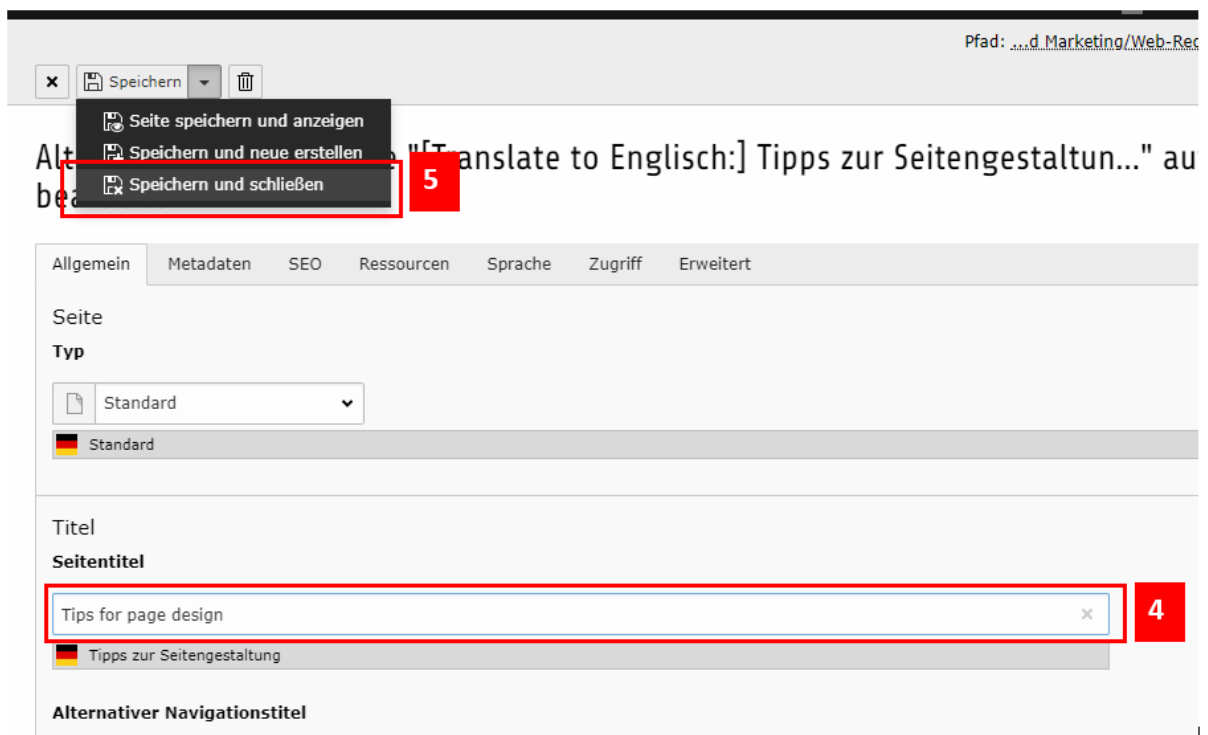 Pfad: ...d Marketing/Web-Rec
Speichern
Seite speichern und anzeigen
Speichern und neue erstellen
Speichern und schließen
5
"[Translate to Englisch:] Tipps zur Seitengestaltun..." au
Allgemein Metadaten SEO Ressourcen Sprache Zugriff Erweitert
Seite
Typ
Standard
Standard
Titel
Seitentitel
Tips for page design
4
Tipps zur Seitengestaltung
Alternativer Navigationstitel